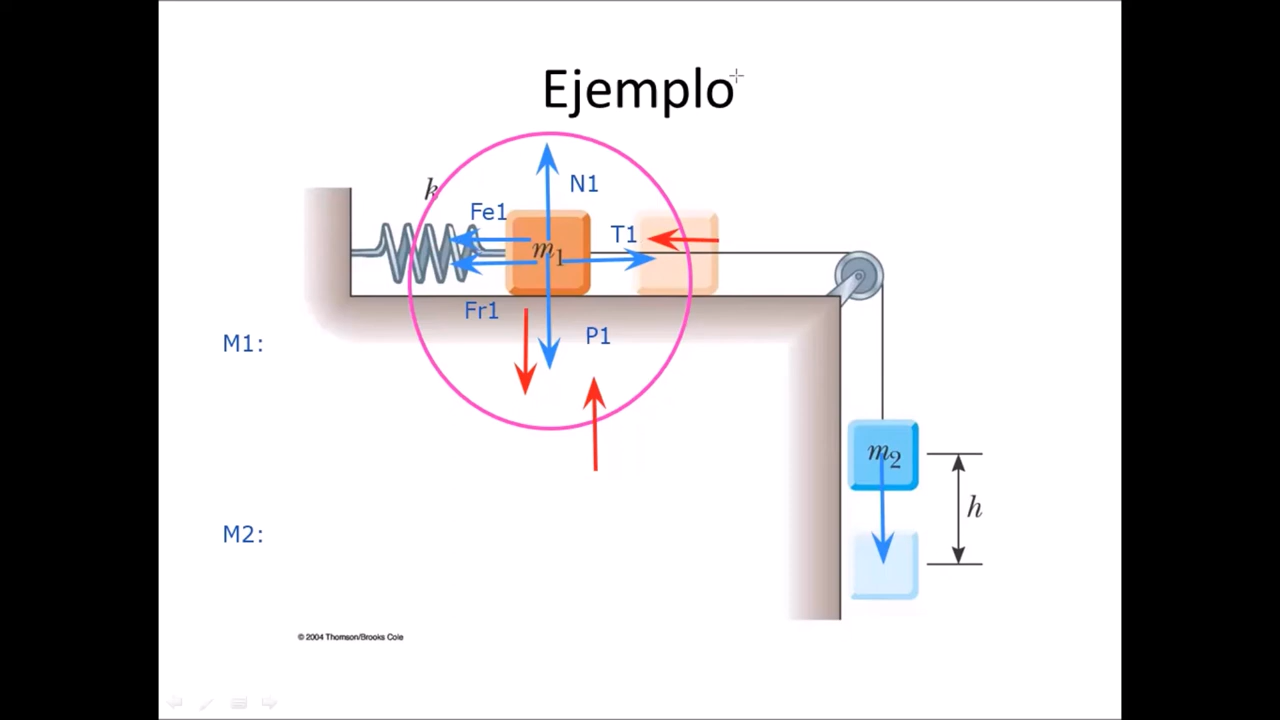 Ejemplo
k
N1
Fe1
T1
m1
Fr1
P1
M1:
m2
h
M2:
© 2004 Thomson/Brooks Cole